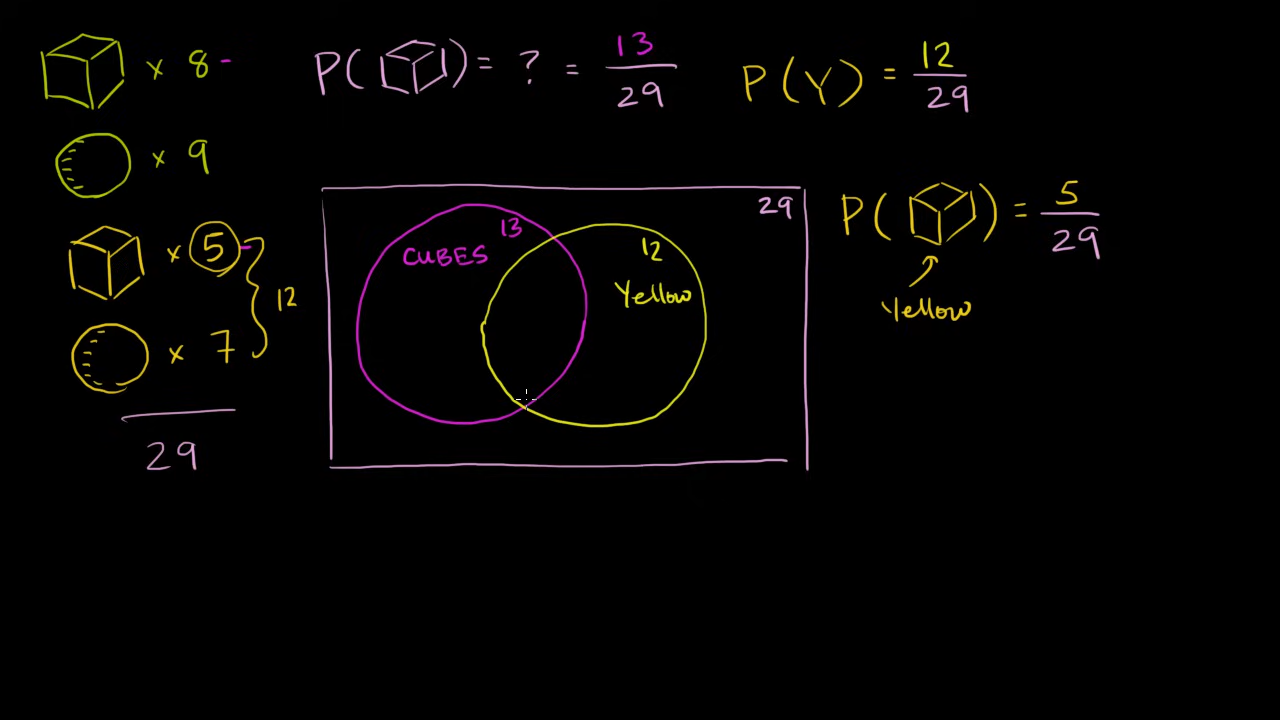 × 8
P( ) = ? = 13/29
P(Y) = 12/29
× 9
× 5
× 7
12
29
29
CUBES 13
12
Yellow
P( ) = 5/29
Yellow